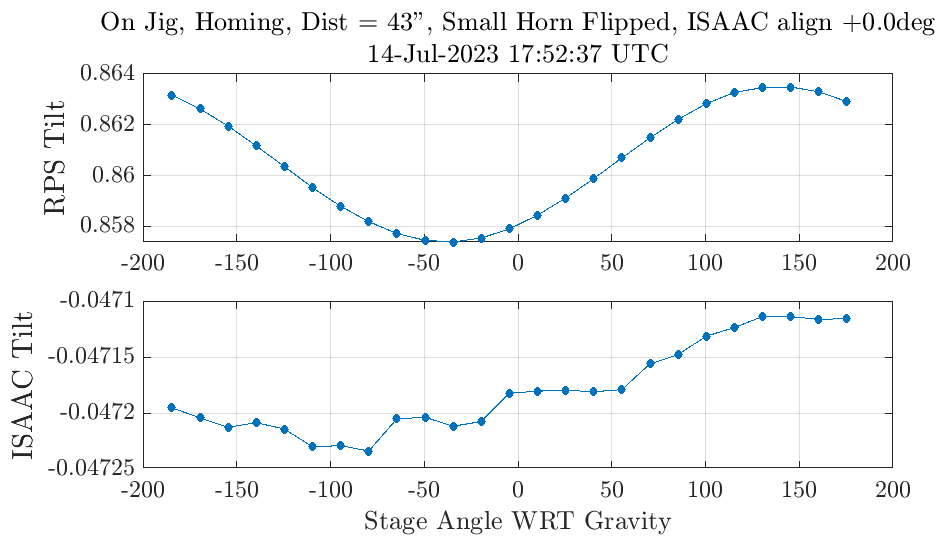 On Jig, Homing, Dist = 43”, Small Horn Flipped, ISAAC align +0.0deg
14-Jul-2023 17:52:37 UTC
0.864
0.862
0.86
0.858
RPS Tilt
-200 -150 -100 -50 0 50 100 150 200
-0.0471
-0.04715
-0.0472
-0.04725
ISAAC Tilt
-200 -150 -100 -50 0 50 100 150 200
Stage Angle WRT Gravity